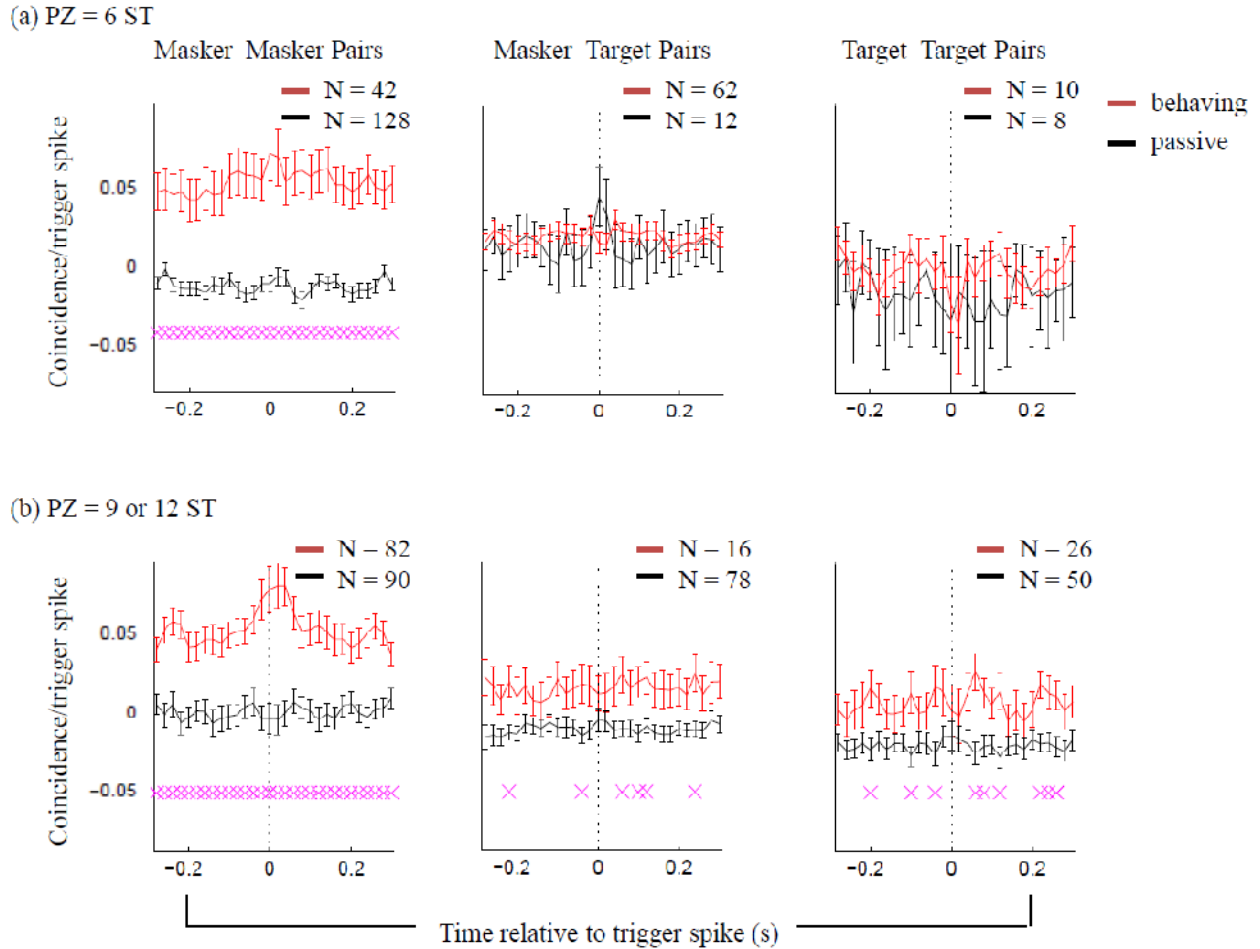 (a) PZ = 6 ST
Masker Masker Pairs
Masker Target Pairs
Target Target Pairs
N = 42
N = 128
N = 62
N = 12
N = 10
N = 8
behaving
passive
Coincidence/trigger spike
0.05
0
−0.05
−0.2 0 0.2
−0.2 0 0.2
−0.2 0 0.2
(b) PZ = 9 or 12 ST
N − 82
N = 90
N − 16
N = 78
N − 26
N = 50
Coincidence/trigger spike
0.05
0
−0.05
−0.2 0 0.2
−0.2 0 0.2
−0.2 0 0.2
Time relative to trigger spike (s)